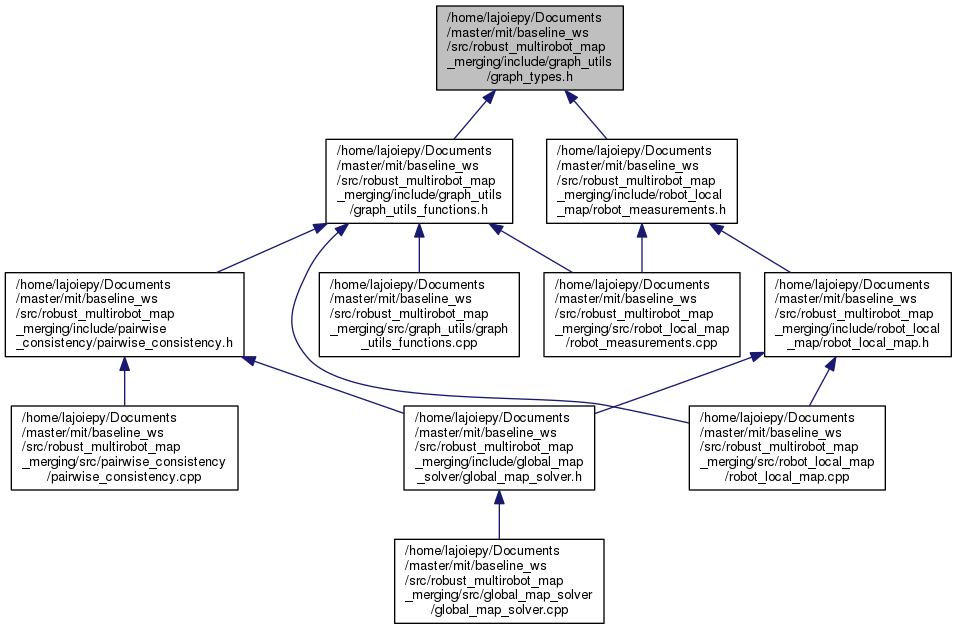 /home/lajoiepy/Documents
/master/mit/baseline_ws
/src/robust_multirobot_map
_merging/include/graph_utils
/graph_types.h
/home/lajoiepy/Documents
/master/mit/baseline_ws
/src/robust_multirobot_map
_merging/include/graph_utils
/graph_utils_functions.h
/home/lajoiepy/Documents
/master/mit/baseline_ws
/src/robust_multirobot_map
_merging/include/robot_local
_map/robot_measurements.h
/home/lajoiepy/Documents
/master/mit/baseline_ws
/src/robust_multirobot_map
_merging/include/pairwise
_consistency/pairwise_consistency.h
/home/lajoiepy/Documents
/master/mit/baseline_ws
/src/robust_multirobot_map
_merging/src/graph_utils/graph
_utils_functions.cpp
/home/lajoiepy/Documents
/master/mit/baseline_ws
/src/robust_multirobot_map
_merging/src/robot_local_map
/robot_measurements.cpp
/home/lajoiepy/Documents
/master/mit/baseline_ws
/src/robust_multirobot_map
_merging/include/robot_local
_map/robot_local_map.h
/home/lajoiepy/Documents
/master/mit/baseline_ws
/src/robust_multirobot_map
_merging/src/pairwise_consistency
/pairwise_consistency.cpp
/home/lajoiepy/Documents
/master/mit/baseline_ws
/src/robust_multirobot_map
_merging/include/global_map
_solver/global_map_solver.h
/home/lajoiepy/Documents
/master/mit/baseline_ws
/src/robust_multirobot_map
_merging/src/robot_local_map
/robot_local_map.cpp
/home/lajoiepy/Documents
/master/mit/baseline_ws
/src/robust_multirobot_map
_merging/src/global_map_solver
/global_map_solver.cpp